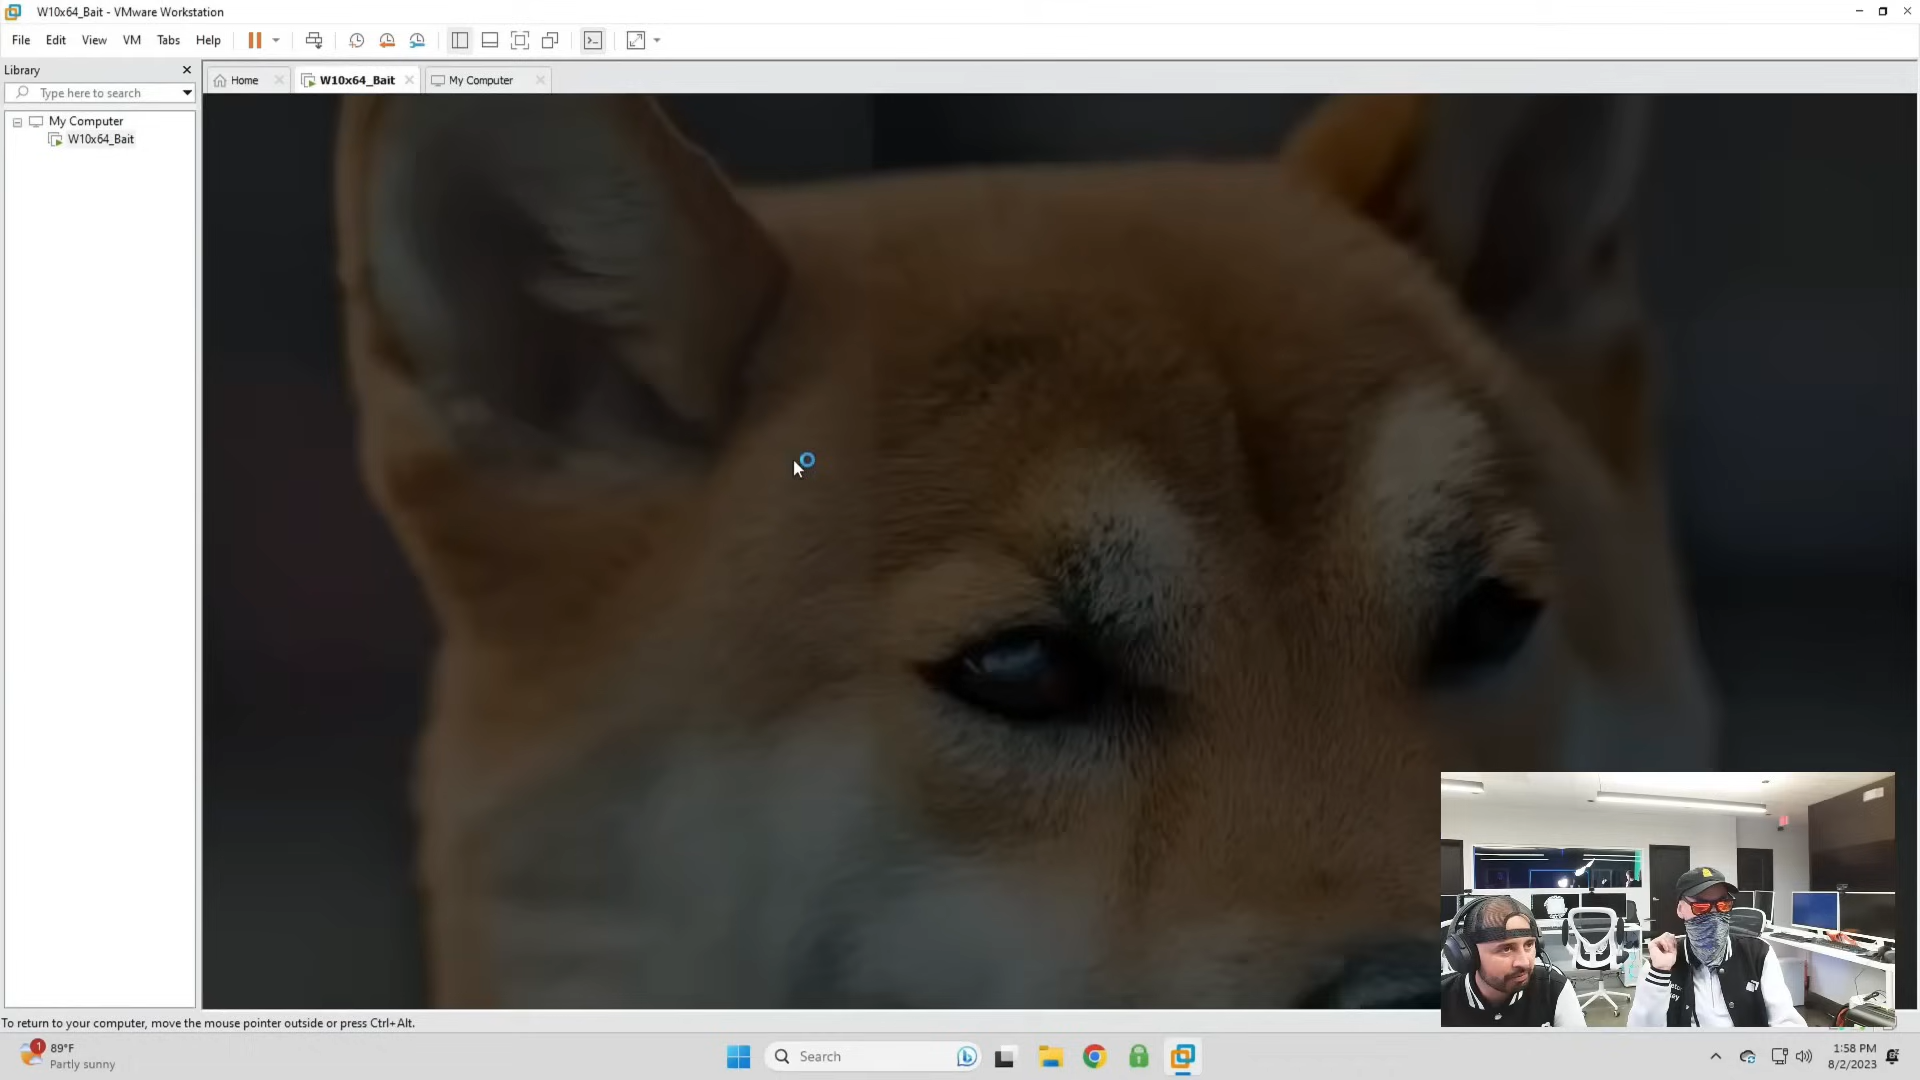 W10x64_Bait - VMware Workstation
File Edit View VM Tabs Help
Library
Home W10x64_Bait My Computer
Type here to search
My Computer
W10x64_Bait
To return to your computer, move the mouse pointer outside or press Ctrl+Alt.
1
89°F
Partly sunny
Search
1:58 PM
8/2/2023